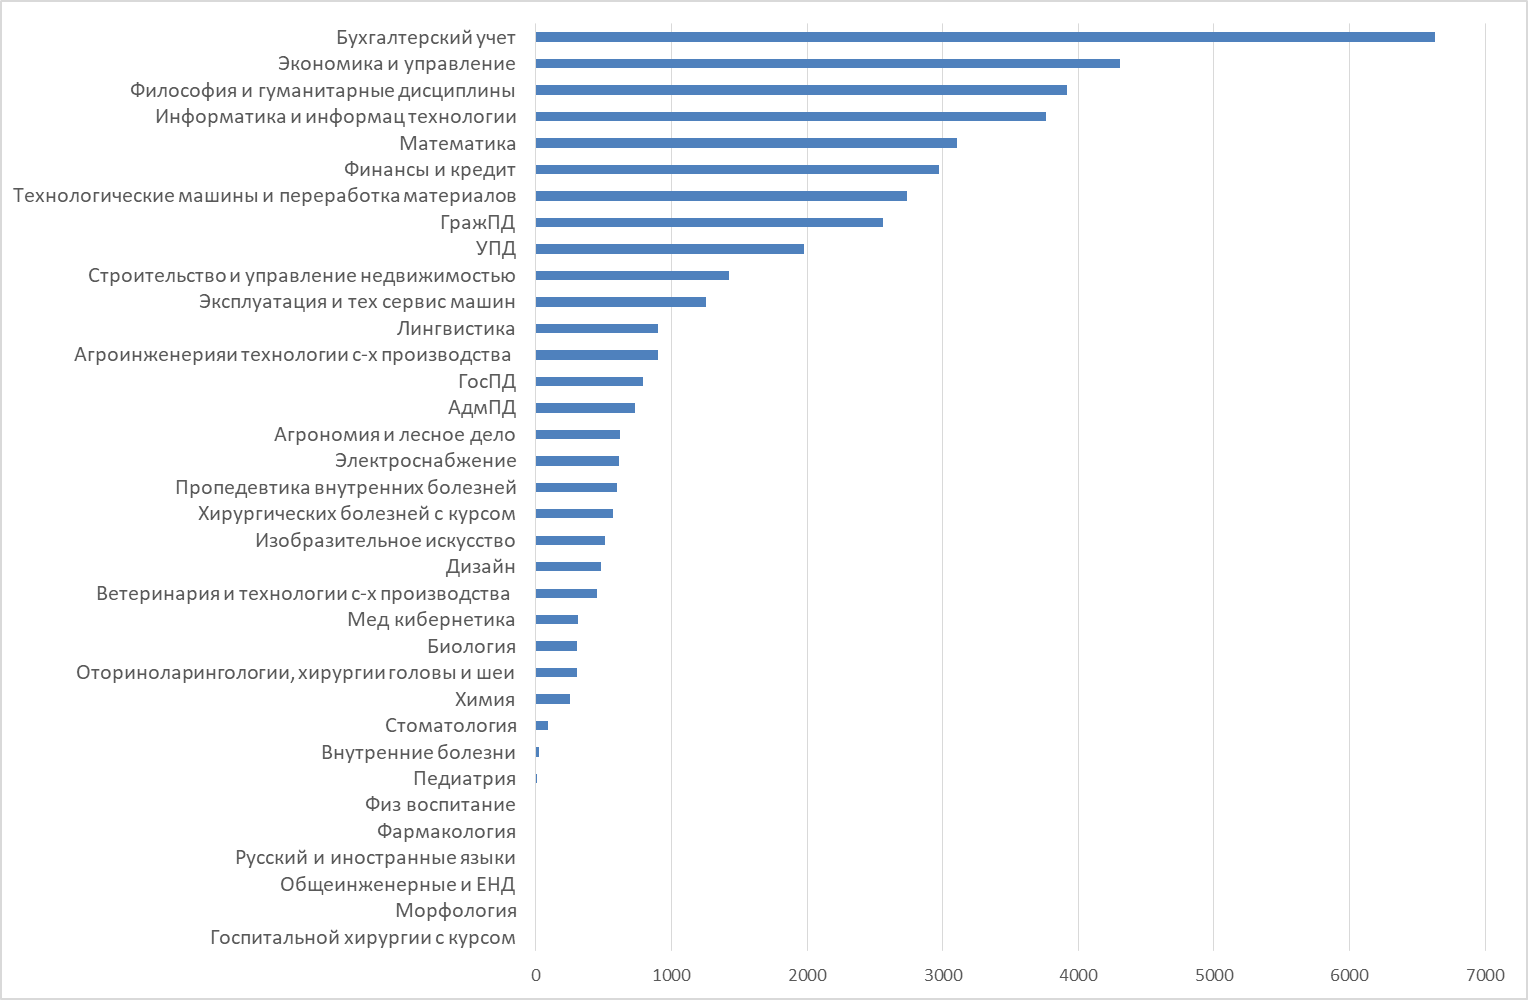 Бухгалтерский учет
Экономика и управление
Философия и гуманитарные дисциплины
Информатика и информац технологии
Математика
Финансы и кредит
Технологические машины и переработка материалов
ГражПД
УПД
Строительство и управление недвижимостью
Эксплуатация и тех сервис машин
Лингвистика
Агроинженерияи технологии с-х производства
ГосПД
АдмПД
Агрономия и лесное дело
Электроснабжение
Пропедевтика внутренних болезней
Хирургических болезней с курсом
Изобразительное искусство
Дизайн
Ветеринария и технологии с-х производства
Мед кибернетика
Биология
Оториноларингологии, хирургии головы и шеи
Химия
Стоматология
Внутренние болезни
Педиатрия
Физ воспитание
Фармакология
Русский и иностранные языки
Общеинженерные и ЕНД
Морфология
Госпитальной хирургии с курсом
0 1000 2000 3000 4000 5000 6000 7000